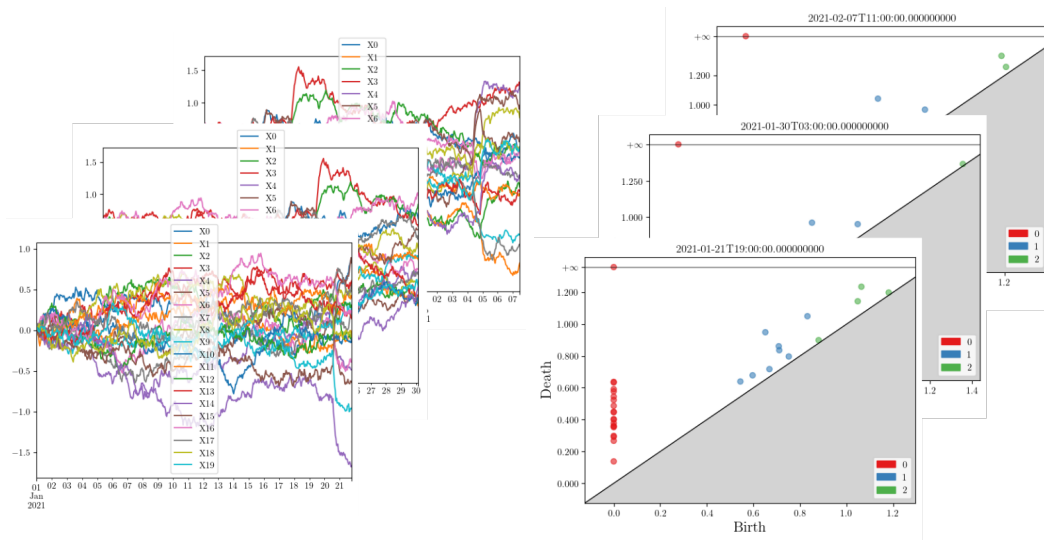 X0
X1
X2
X3
X4
X5
X6
1.5
1.0
02 03 04 05 06 07
X0
X1
X2
X3
X4
X5
X6
1.5
1.0
27 28 29 30
X0
X1
X2
X3
X4
X5
X6
X7
X8
X9
X10
X11
X12
X13
X14
X15
X16
X17
X18
X19
1.0
0.5
0.0
−0.5
−1.0
−1.5
01 02 03 04 05 06 07 08 09 10 11 12 13 14 15 16 17 18 19 20 21
Jan
2021
2021-02-07T11:00:00.000000000
+∞
1.200
1.000
0
1
2
1.2
2021-01-30T03:00:00.000000000
+∞
1.250
1.000
0
1
2
1.2 1.4
2021-01-21T19:00:00.000000000
+∞
1.200
1.000
0.800
0.600
0.400
0.200
0.000
Death
0
1
2
0.0 0.2 0.4 0.6 0.8 1.0 1.2
Birth